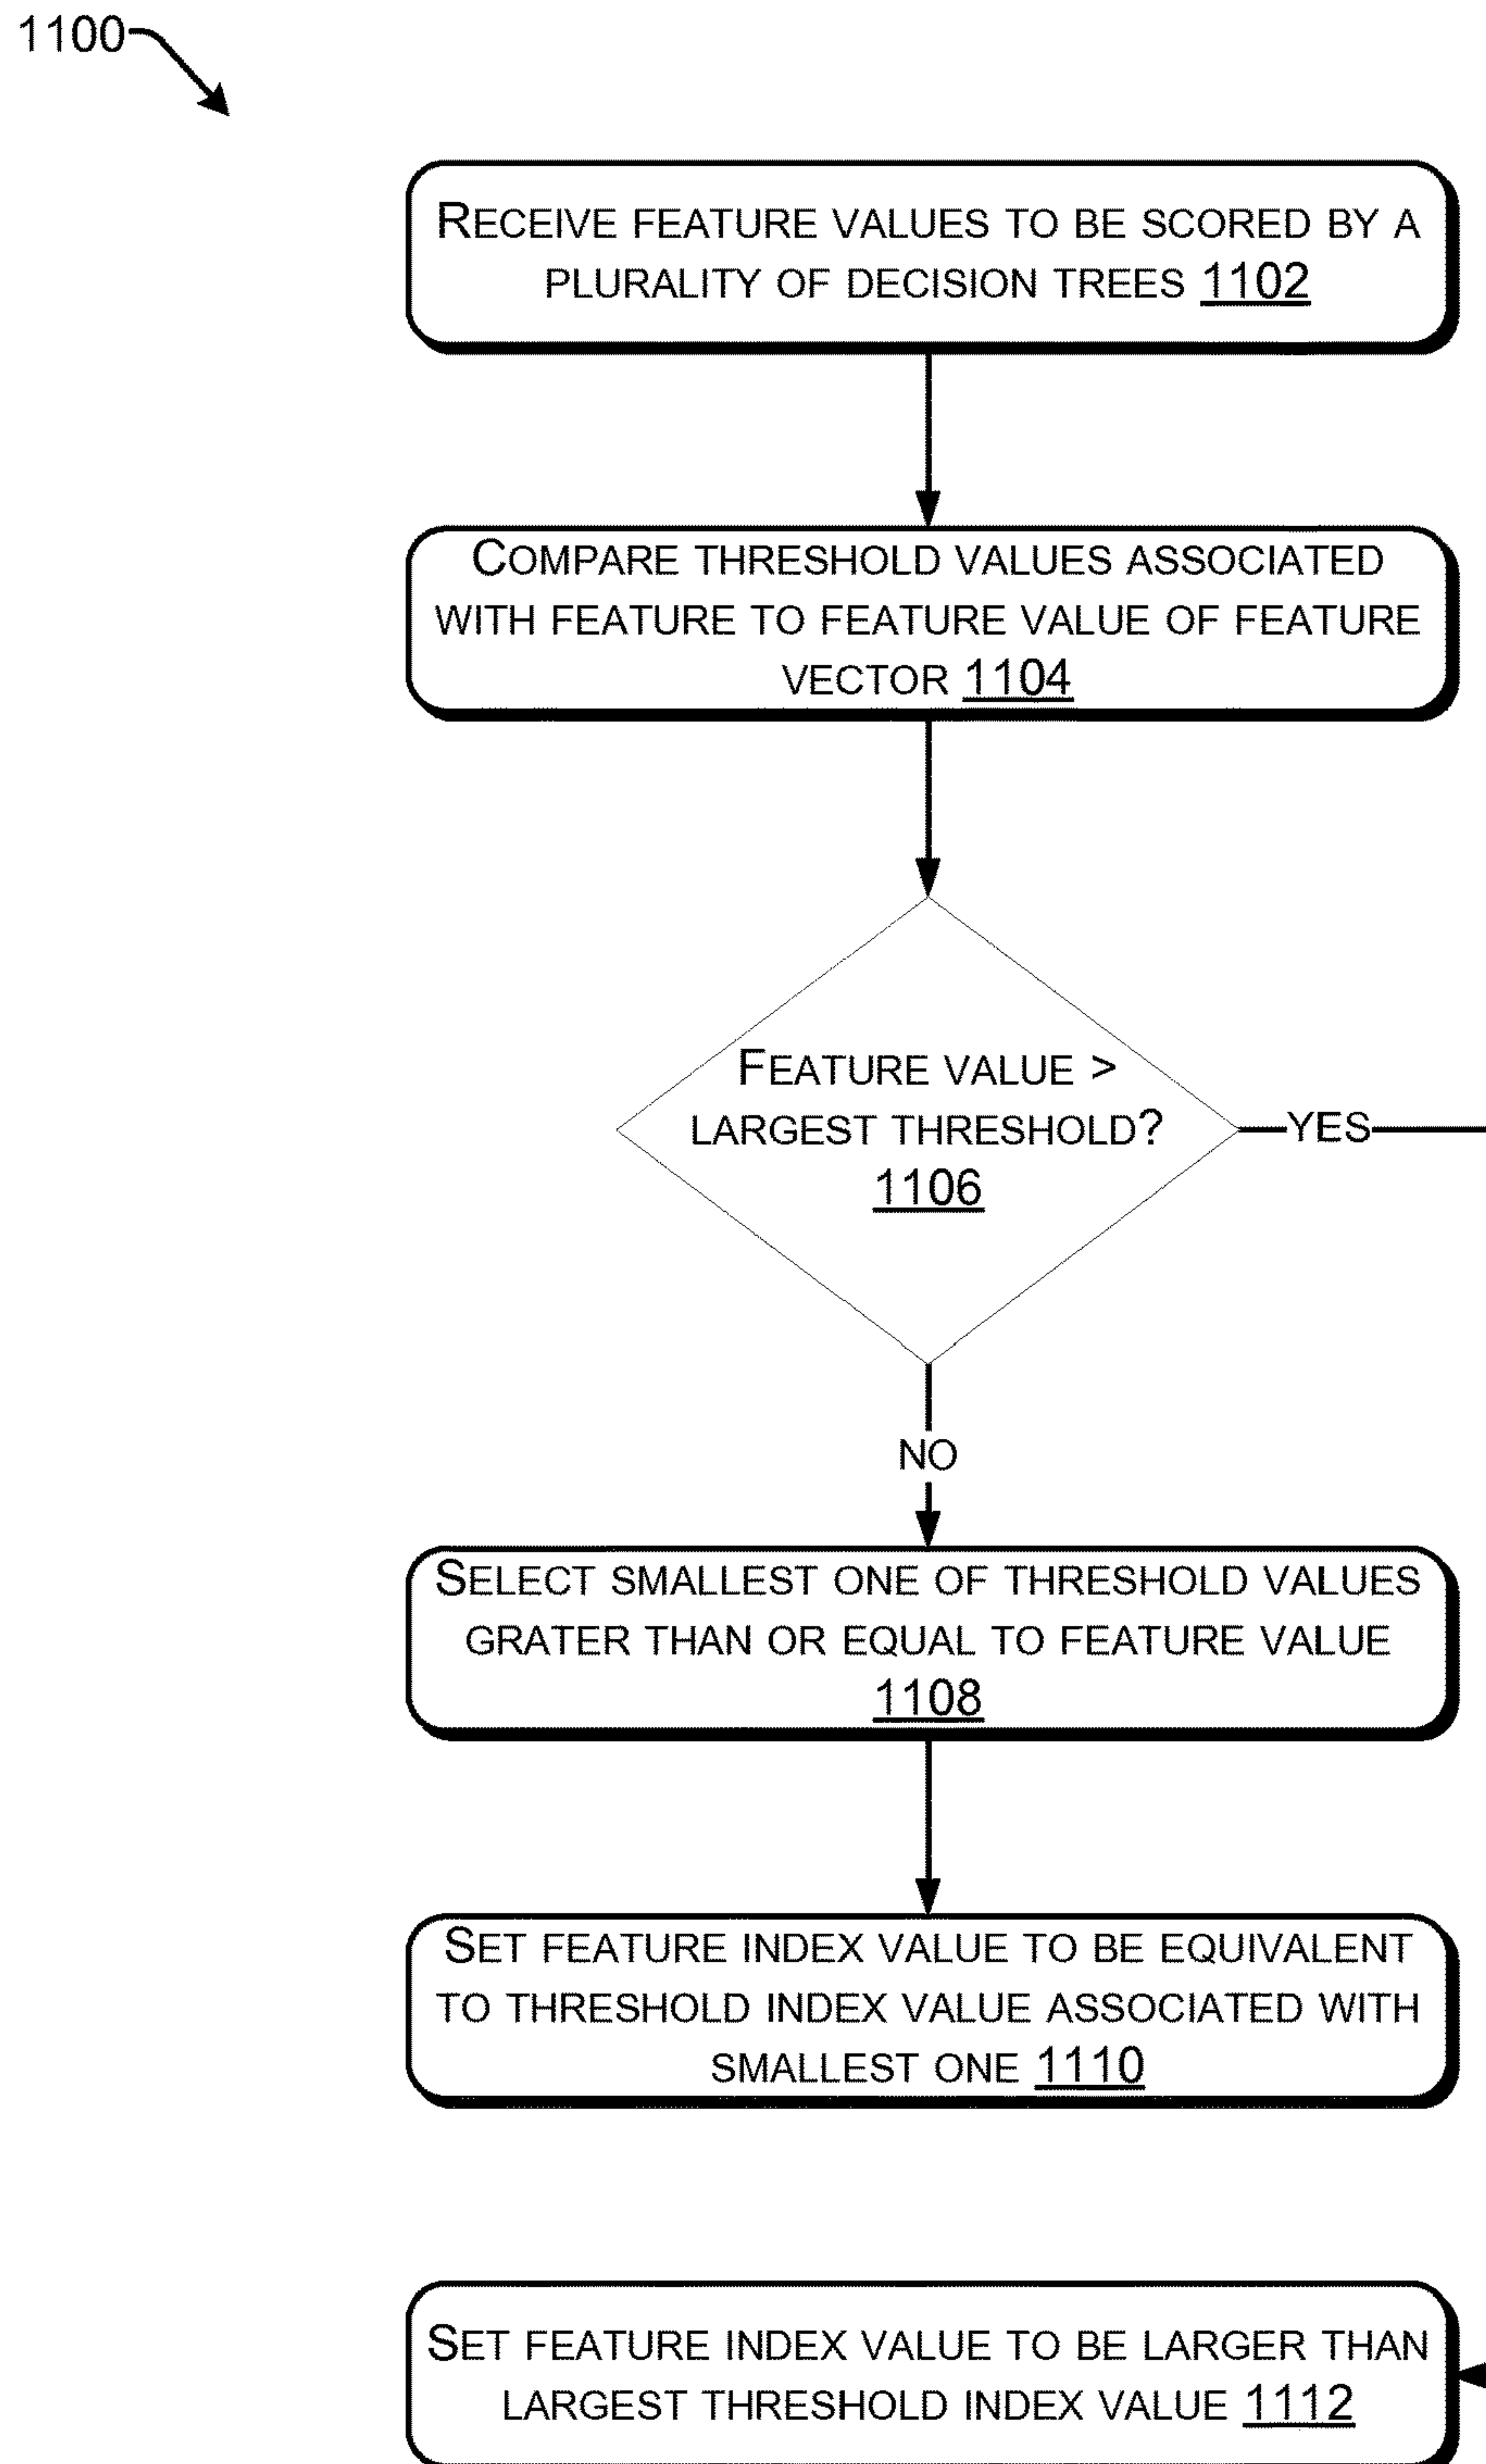 1100
RECEIVE FEATURE VALUES TO BE SCORED BY A
PLURALITY OF DECISION TREES 1102
COMPARE THRESHOLD VALUES ASSOCIATED
WITH FEATURE TO FEATURE VALUE OF FEATURE
VECTOR 1104
FEATURE VALUE >
LARGEST THRESHOLD?
1106
YES
NO
SELECT SMALLEST ONE OF THRESHOLD VALUES
GRATER THAN OR EQUAL TO FEATURE VALUE
1108
SET FEATURE INDEX VALUE TO BE EQUIVALENT
TO THRESHOLD INDEX VALUE ASSOCIATED WITH
SMALLEST ONE 1110
SET FEATURE INDEX VALUE TO BE LARGER THAN
LARGEST THRESHOLD INDEX VALUE 1112